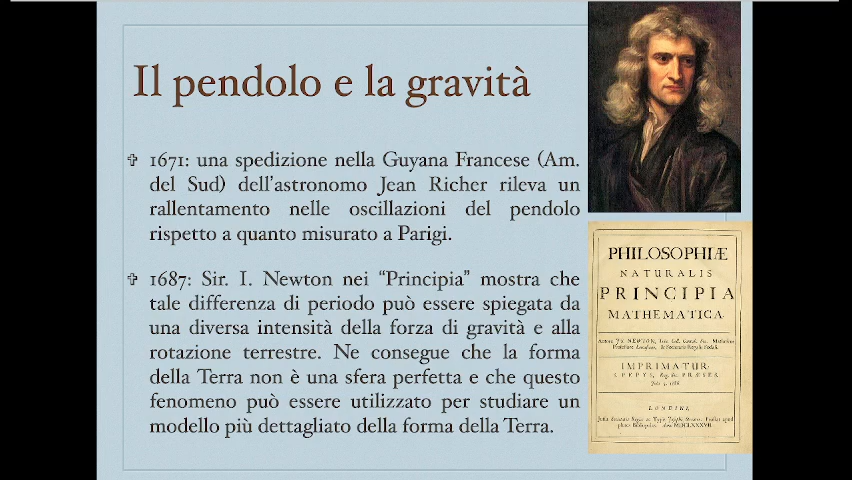 Il pendolo e la gravità
1671: una spedizione nella Guyana Francese (Am.
del Sud) dell'astronomo Jean Richer rileva un
rallentamento nelle oscillazioni del pendolo
rispetto a quanto misurato a Parigi.
1687: Sir. I. Newton nei “Principia” mostra che
tale differenza di periodo può essere spiegata da
una diversa intensità della forza di gravità e alla
rotazione terrestre. Ne consegue che la forma
della Terra non è una sfera perfetta e che questo
fenomeno può essere utilizzato per studiare un
modello più dettagliato della forma della Terra.
PHILOSOPHIÆ
NATURALIS
PRINCIPIA
MATHEMATICA.
IMPRIMATUR.
S. PEPYS, Reg. Soc. PRÆSES.
LONDINI,